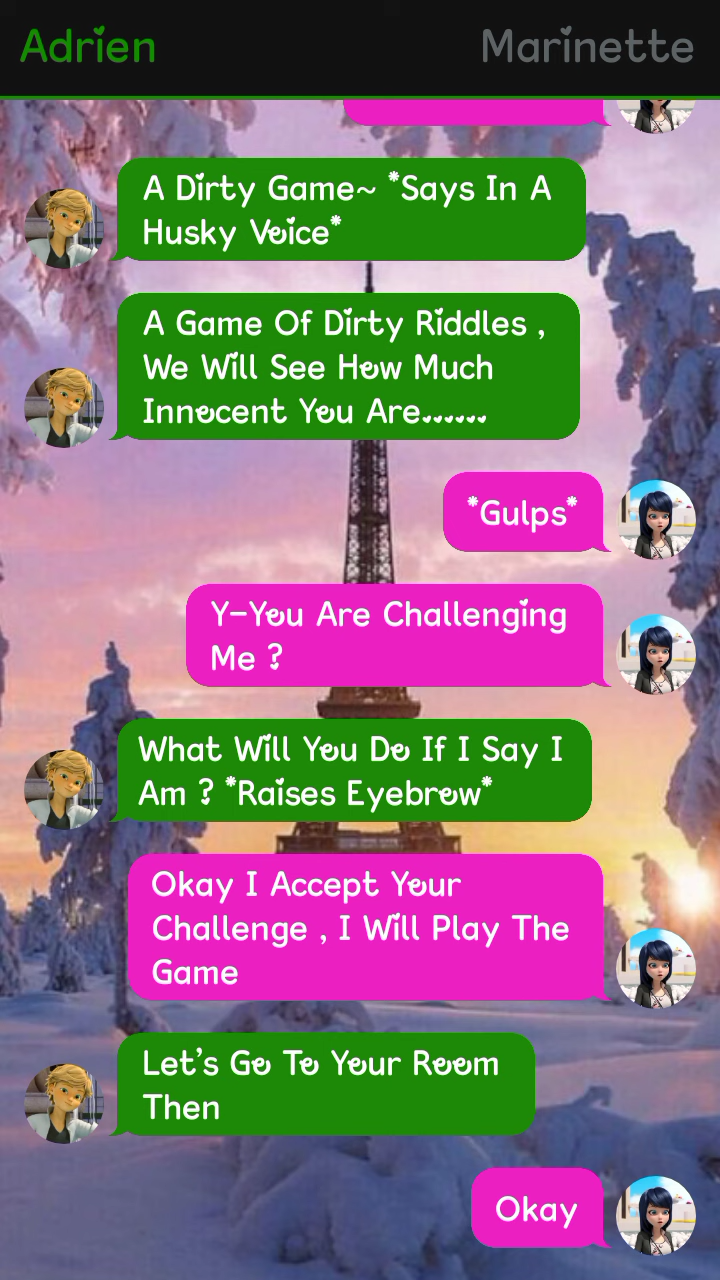 Adrien
Marinette
A Dirty Game~ *Says In A
Husky Voice*
A Game Of Dirty Riddles ,
We Will See How Much
Innocent You Are......
*Gulps*
Y-You Are Challenging
Me ?
What Will You Do If I Say I
Am ? *Raises Eyebrow*
Okay I Accept Your
Challenge , I Will Play The
Game
Let's Go To Your Room
Then
Okay